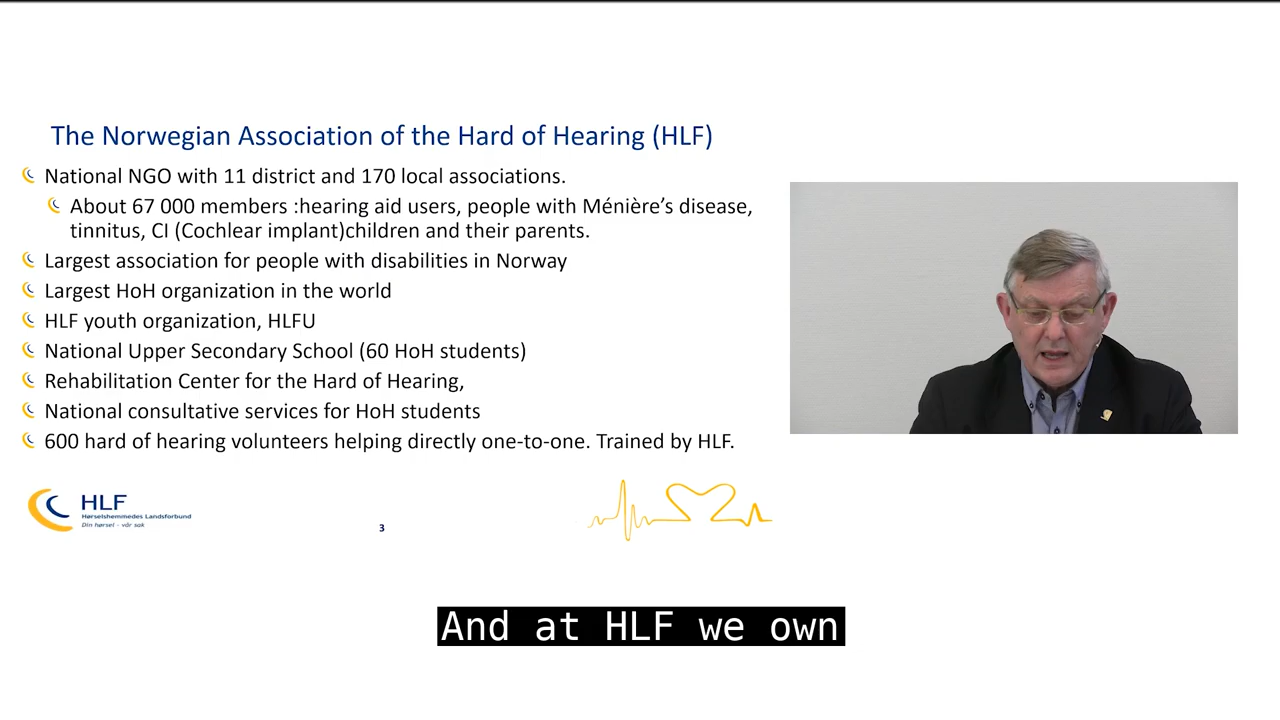 The Norwegian Association of the Hard of Hearing (HLF)
National NGO with 11 district and 170 local associations.
About 67 000 members :hearing aid users, people with Ménière’s disease,
tinnitus, CI (Cochlear implant)children and their parents.
Largest association for people with disabilities in Norway
Largest HoH organization in the world
HLF youth organization, HLFU
National Upper Secondary School (60 HoH students)
Rehabilitation Center for the Hard of Hearing,
National consultative services for HoH students
600 hard of hearing volunteers helping directly one-to-one. Trained by HLF.
HLF
Hørselshemmedes Landsforbund
Din hørsel - vår sak
3
And at HLF we own